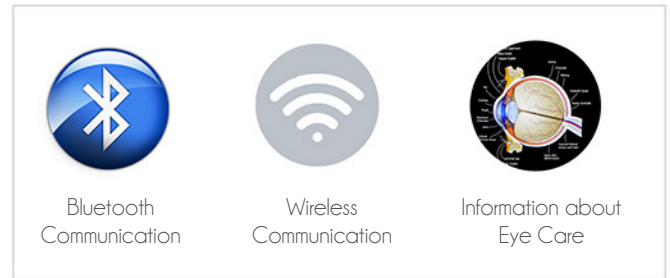 Bluetooth
Communication
Wireless
Communication
Information about
Eye Care